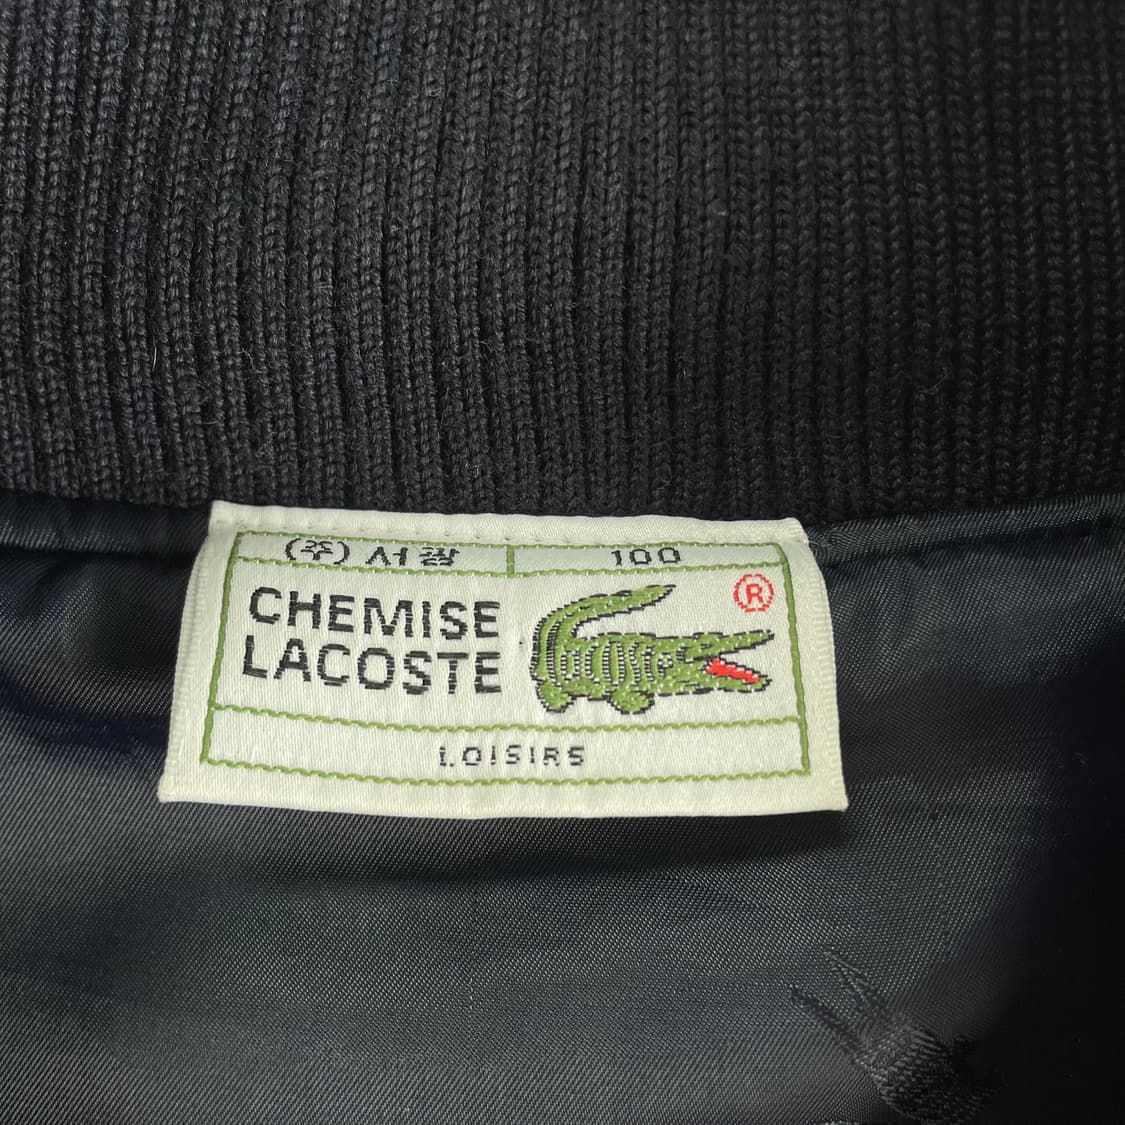 (주) 서광 100
CHEMISE
LACOSTE
®
LOISIRS